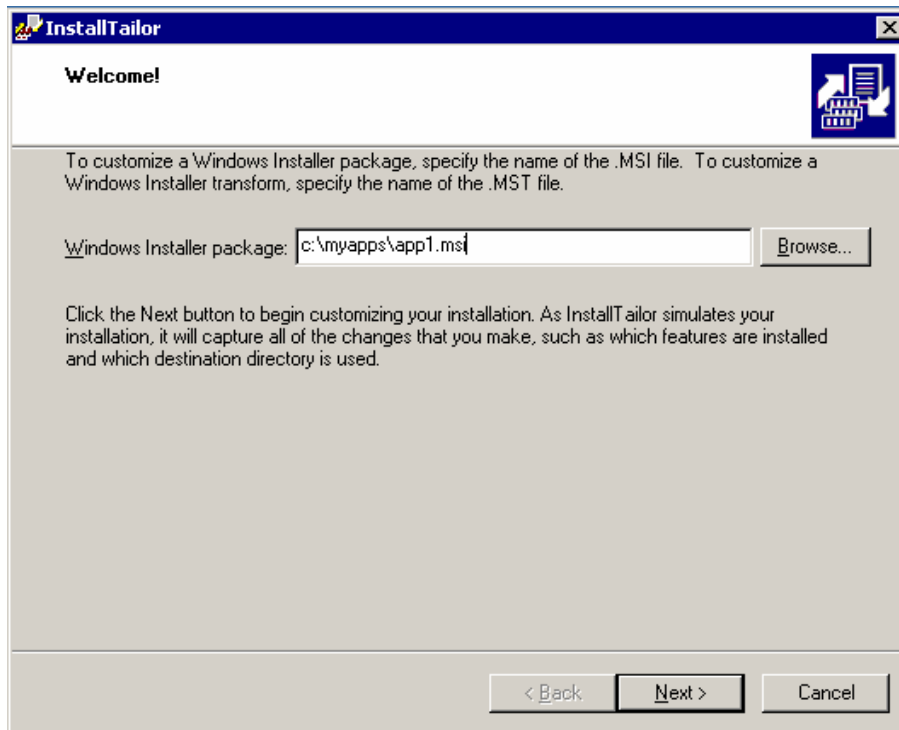 InstallTailor
Welcome!
To customize a Windows Installer package, specify the name of the .MSI file.  To customize a
Windows Installer transform, specify the name of the .MST file.
Windows Installer package: c:\myapps\app1.msi Browse...
Click the Next button to begin customizing your installation. As InstallTailor simulates your
installation, it will capture all of the changes that you make, such as which features are installed
and which destination directory is used.
< Back Next > Cancel